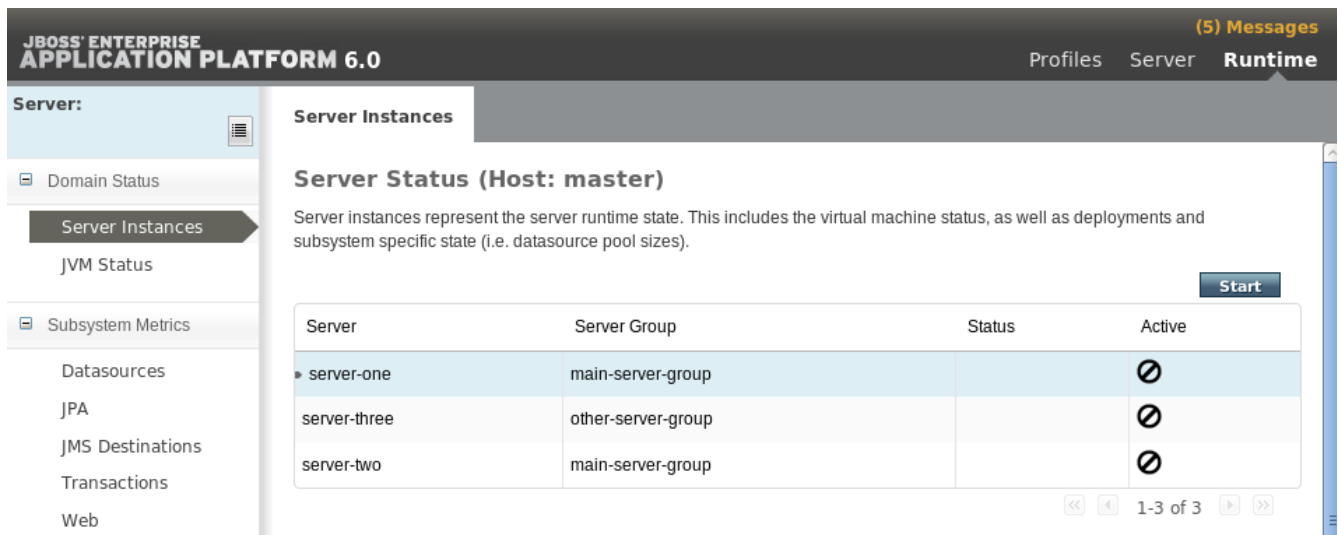 (5) Messages
JBOSS' ENTERPRISE
APPLICATION PLATFORM 6.0
Profiles Server Runtime
Server:
Server Instances
Domain Status
Server Instances
JVM Status
Subsystem Metrics
Datasources
JPA
JMS Destinations
Transactions
Web
Server Status (Host: master)
Server instances represent the server runtime state. This includes the virtual machine status, as well as deployments and
subsystem specific state (i.e. datasource pool sizes).
Start
Server Server Group Status Active
server-one main-server-group
server-three other-server-group
server-two main-server-group
1-3 of 3